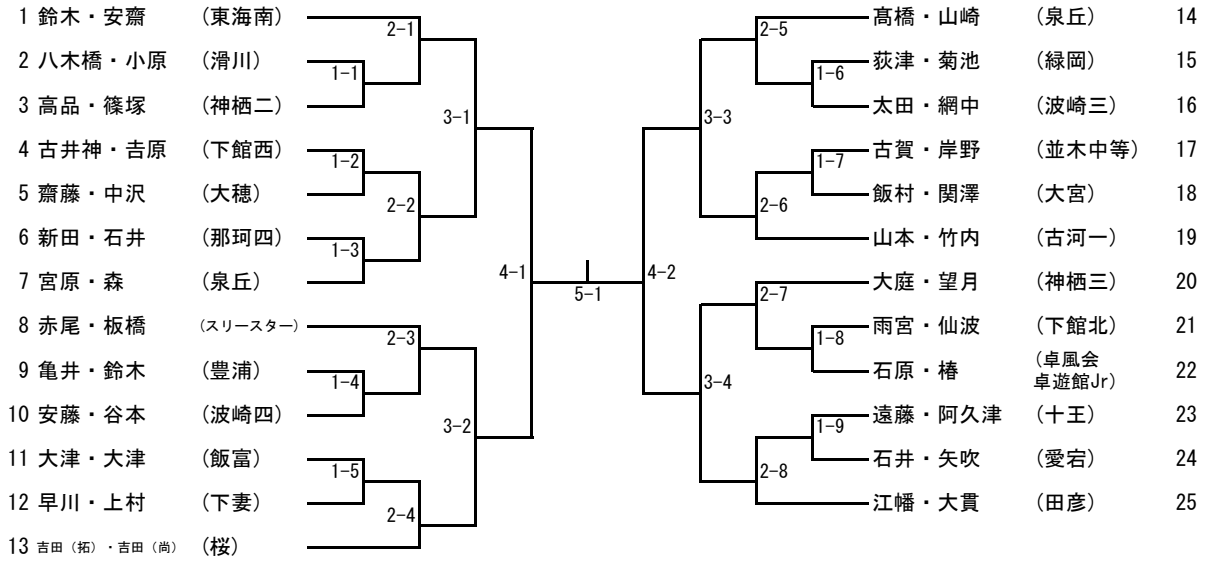 1 鈴木・安齋 (東海南)
2 八木橋・小原 (滑川)
3 高品・篠塚 (神栖二)
4 古井神・𠮷原 (下館西)
5 齋藤・中沢 (大穂)
6 新田・石井 (那珂四)
7 宮原・森 (泉丘)
8 赤尾・板橋 (スリースター)
9 亀井・鈴木 (豊浦)
10 安藤・谷本 (波崎四)
11 大津・大津 (飯富)
12 早川・上村 (下妻)
13 吉田(拓)・吉田(尚) (桜)
2-1
1-1
3-1
1-2
2-2
1-3
4-1
2-3
1-4
3-2
1-5
2-4
5-1
2-5
1-6
3-3
1-7
2-6
4-2
2-7
1-8
3-4
1-9
2-8
髙橋・山崎 (泉丘) 14
荻津・菊池 (緑岡) 15
太田・網中 (波崎三) 16
古賀・岸野 (並木中等) 17
飯村・関澤 (大宮) 18
山本・竹内 (古河一) 19
大庭・望月 (神栖三) 20
雨宮・仙波 (下館北) 21
石原・椿 (卓風会
卓遊館Jr) 22
遠藤・阿久津 (十王) 23
石井・矢吹 (愛宕) 24
江幡・大貫 (田彦) 25